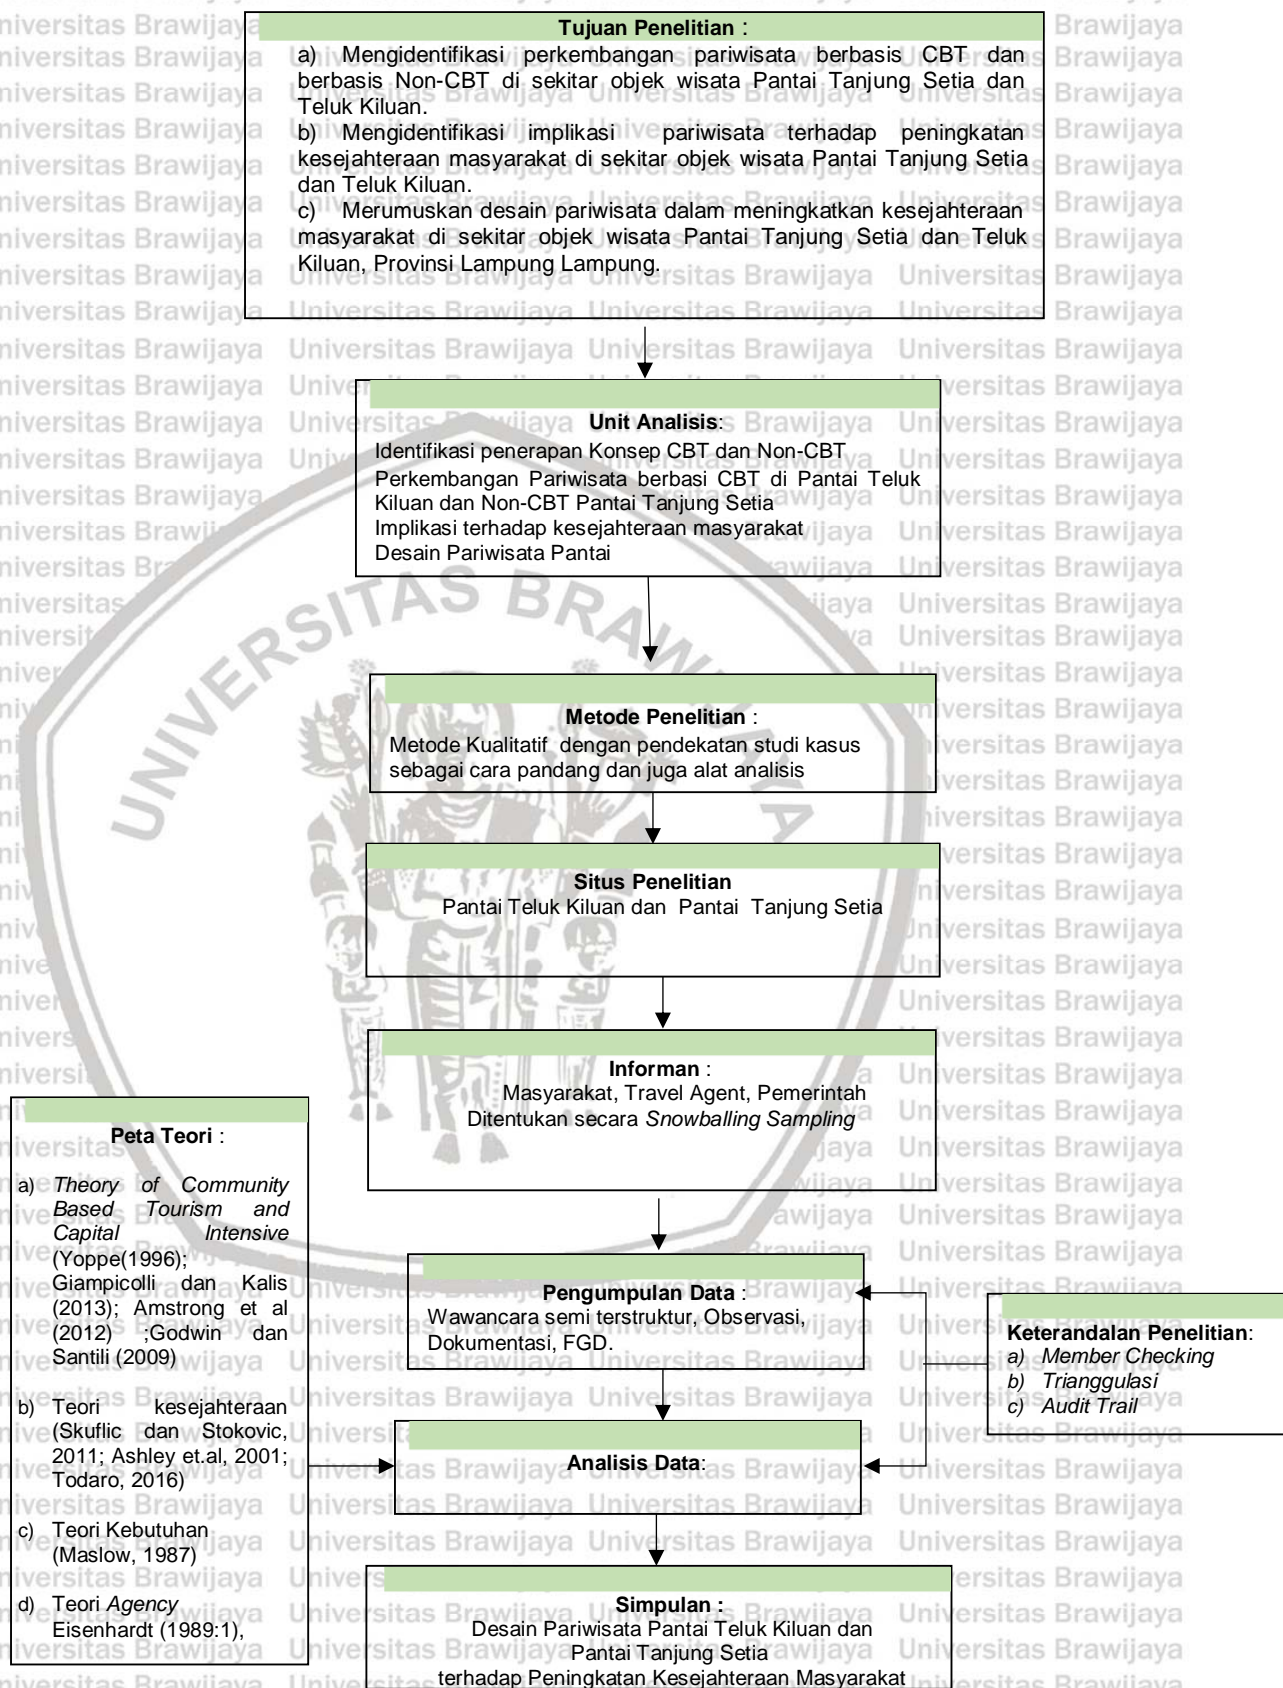 Tujuan Penelitian :
a) Mengidentifikasi perkembangan pariwisata berbasis CBT dan
berbasis Non-CBT di sekitar objek wisata Pantai Tanjung Setia dan
Teluk Kiluan.
b) Mengidentifikasi implikasi pariwisata terhadap peningkatan
kesejahteraan masyarakat di sekitar objek wisata Pantai Tanjung Setia
dan Teluk Kiluan.
c) Merumuskan desain pariwisata dalam meningkatkan kesejahteraan
masyarakat di sekitar objek wisata Pantai Tanjung Setia dan Teluk
Kiluan, Provinsi Lampung Lampung.
Unit Analisis:
Identifikasi penerapan Konsep CBT dan Non-CBT
Perkembangan Pariwisata berbasi CBT di Pantai Teluk
Kiluan dan Non-CBT Pantai Tanjung Setia
Implikasi terhadap kesejahteraan masyarakat
Desain Pariwisata Pantai
UNIVERSITAS BRAWIJAYA
Metode Penelitian :
Metode Kualitatif dengan pendekatan studi kasus
sebagai cara pandang dan juga alat analisis
Situs Penelitian
Pantai Teluk Kiluan dan Pantai Tanjung Setia
Informan :
Masyarakat, Travel Agent, Pemerintah
Ditentukan secara Snowballing Sampling
Peta Teori :
a) Theory of Community
Based Tourism and
Capital Intensive
(Yoppe(1996);
Giampicolli dan Kalis
(2013); Amstrong et al
(2012) ;Godwin dan
Santili (2009)
b) Teori kesejahteraan
(Skuflic dan Stokovic,
2011; Ashley et.al, 2001;
Todaro, 2016)
c) Teori Kebutuhan
(Maslow, 1987)
d) Teori Agency
Eisenhardt (1989:1),
Pengumpulan Data :
Wawancara semi terstruktur, Observasi,
Dokumentasi, FGD.
Keterandalan Penelitian:
a) Member Checking
b) Trianggulasi
c) Audit Trail
Analisis Data:
Simpulan :
Desain Pariwisata Pantai Teluk Kiluan dan
Pantai Tanjung Setia
terhadap Peningkatan Kesejahteraan Masyarakat